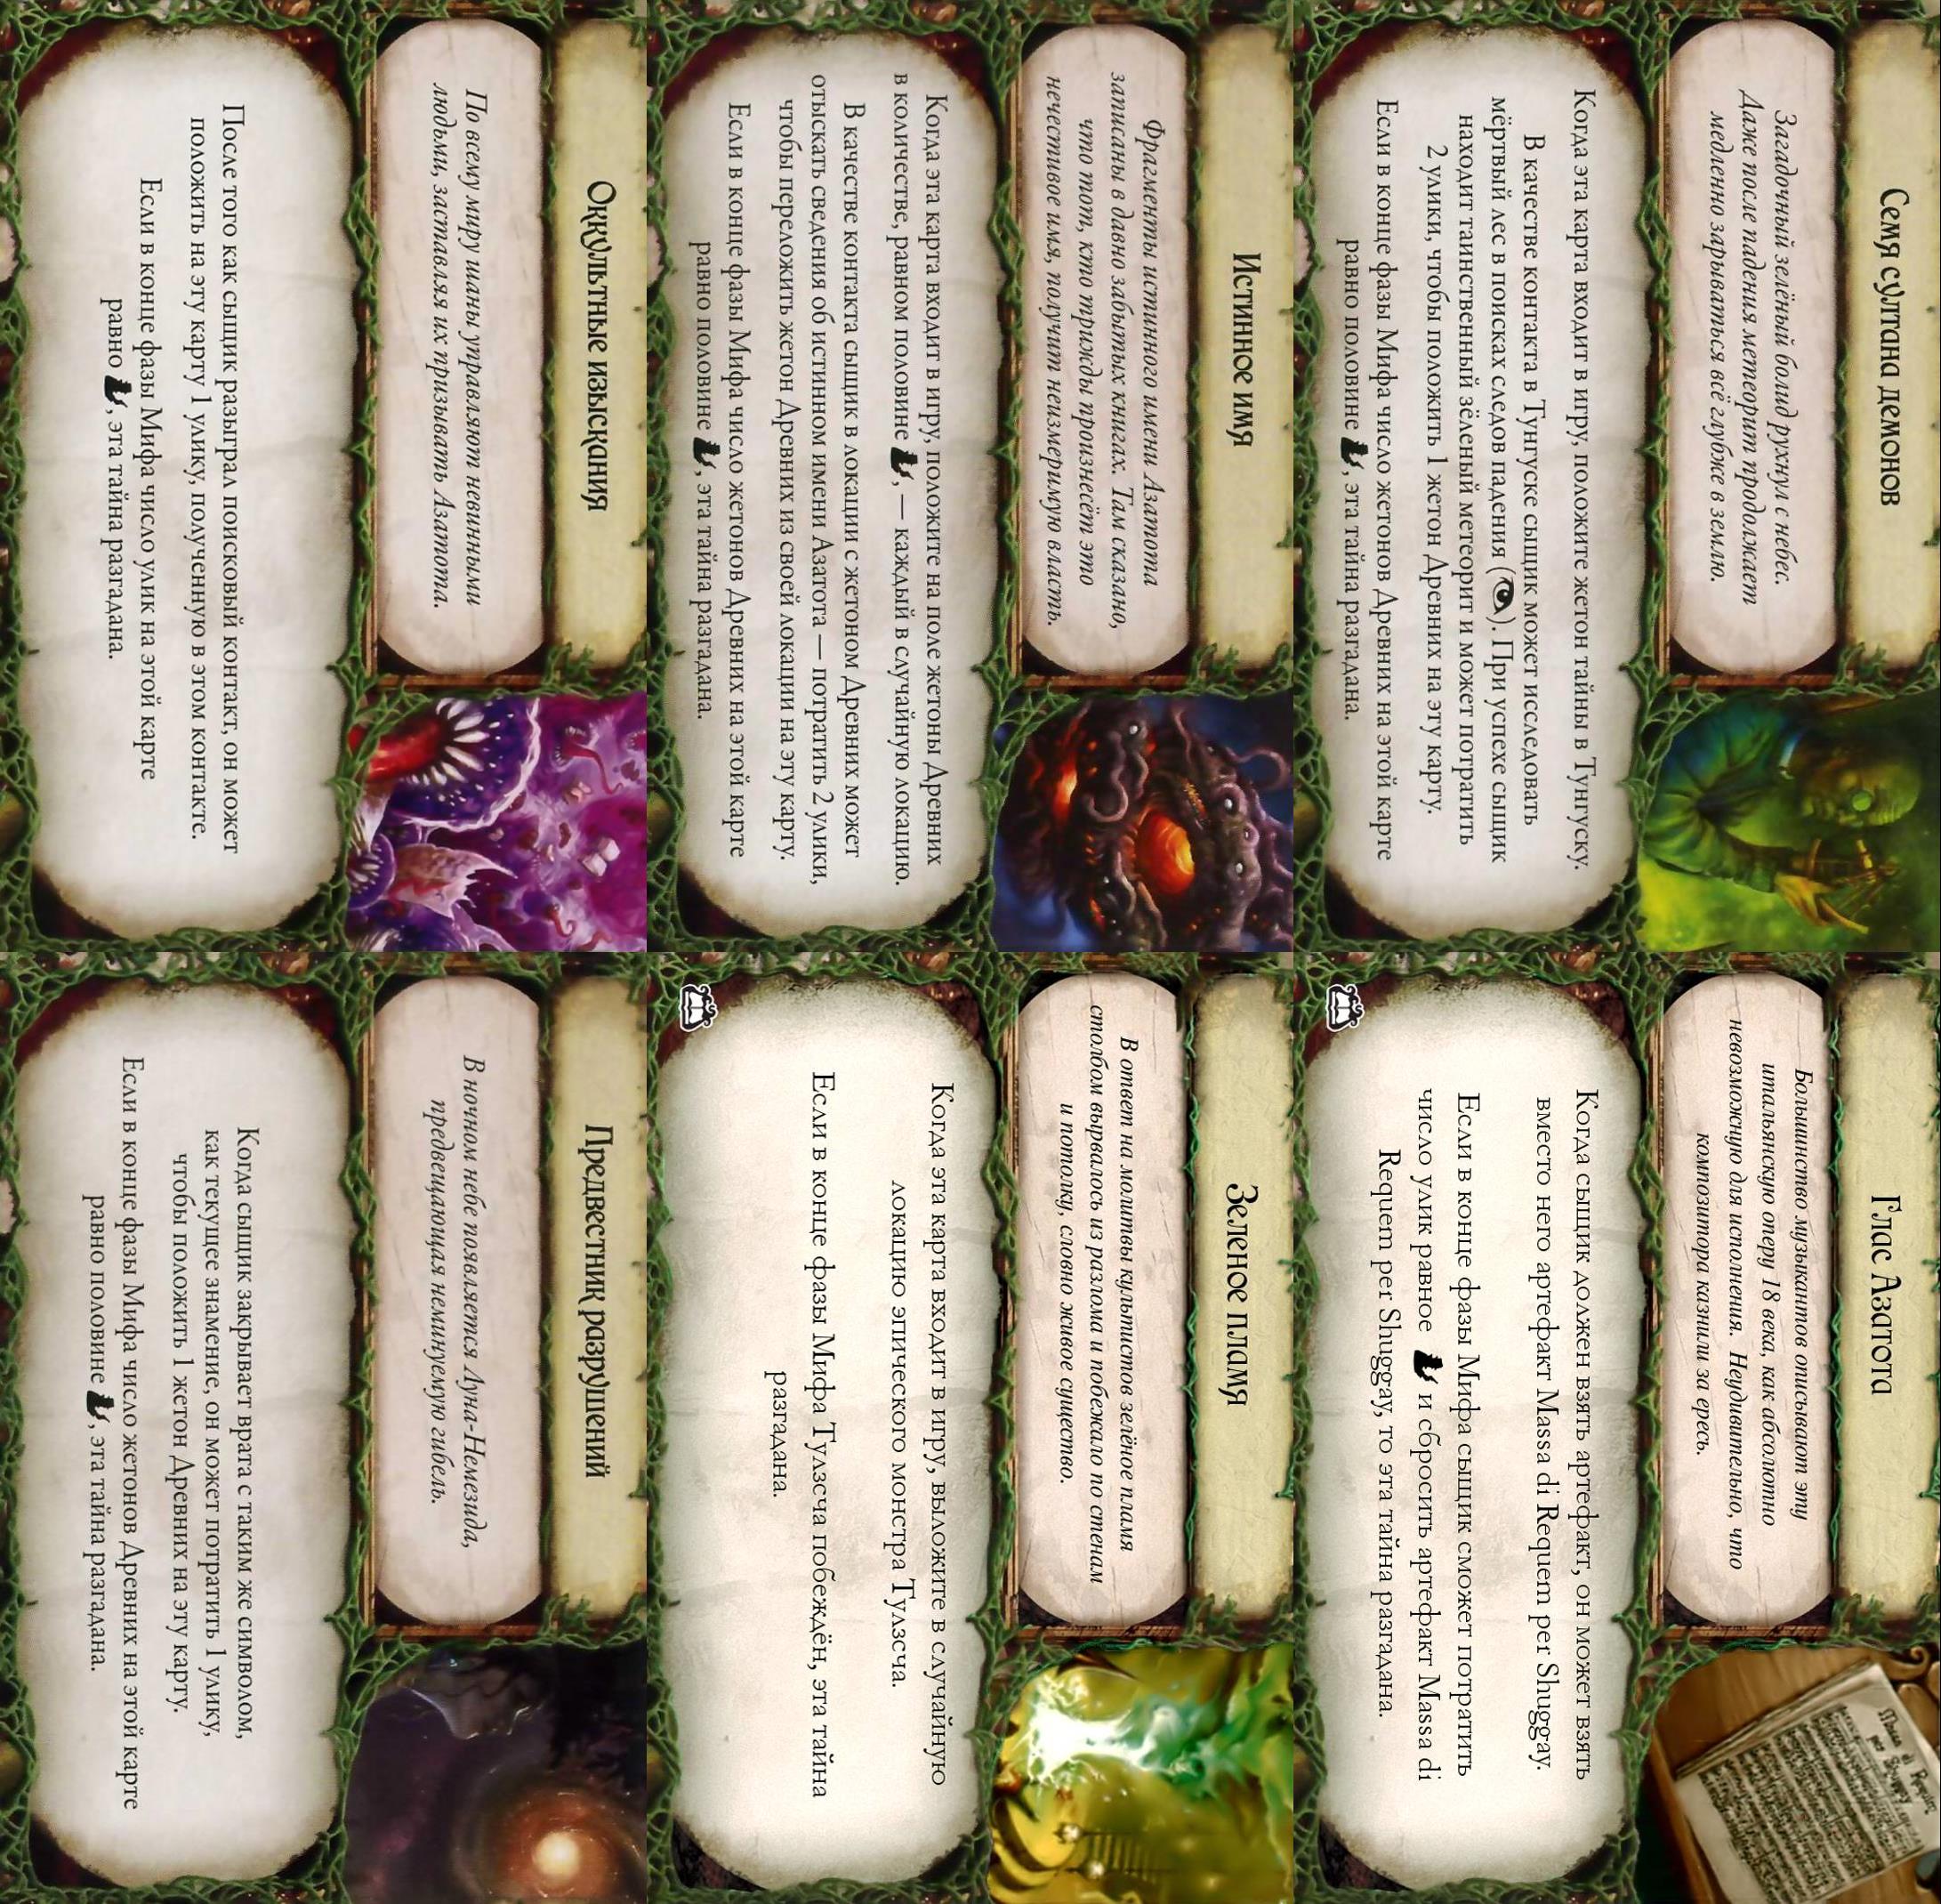 Оккультные изыскания
По всему миру шаны управляют невинными
людьми, заставляя их призывать Азатота.
После того как сыщик разыграл поисковый контакт, он может
положить на эту карту 1 улику, полученную в этом контакте.
Если в конце фазы Мифа число улик на этой карте
равно , эта тайна разгадана.
Истинное имя
Фрагменты истинного имени Азатота
записаны в давно забытых книгах. Там сказано,
что тот, кто трижды произнесёт это
нечестивое имя, получит неизмеримую власть.
Когда эта карта входит в игру, положите на поле жетоны Древних
в количестве, равном половине , — каждый в случайную локацию.
В качестве контакта сыщик в локации с жетоном Древних может
отыскать сведения об истинном имени Азатота — потратить 2 улики,
чтобы переложить жетон Древних из своей локации на эту карту.
Если в конце фазы Мифа число жетонов Древних на этой карте
равно половине , эта тайна разгадана.
Семя султана демонов
Загадочный зелёный болид рухнул с небес.
Даже после падения метеорит продолжает
медленно зарываться всё глубже в землю.
Когда эта карта входит в игру, положите жетон тайны в Тунгуску.
В качестве контакта в Тунгуске сыщик может исследовать
мёртвый лес в поисках следов падения (). При успехе сыщик
находит таинственный зёленый метеорит и может потратить
2 улики, чтобы положить 1 жетон Древних на эту карту.
Если в конце фазы Мифа число жетонов Древних на этой карте
равно половине , эта тайна разгадана.
Предвестник разрушений
В ночном небе появляется Луна-Немезида,
предвещающая неминуемую гибель.
Когда сыщик закрывает врата с таким же символом,
как текущее знамение, он может потратить 1 улику,
чтобы положить 1 жетон Древних на эту карту.
Если в конце фазы Мифа число жетонов Древних на этой карте
равно половине , эта тайна разгадана.
Зеленое пламя
В ответ на молитвы культистов зелёное пламя
столбом вырвалось из разлома и побежало по стенам
и потолку, словно живое существо.
Когда эта карта входит в игру, выложите в случайную
локацию эпического монстра Тулзсча.
Если в конце фазы Мифа Тулзсча побеждён, эта тайна
разгадана.
Глас Азатота
Большинство музыкантов описывают эту
итальянскую оперу 18 века, как абсолютно
невозможную для исполнения. Неудивительно, что
композитора казнили за ересь.
Когда сыщик должен взять артефакт, он может взять
вместо него артефакт Massa di Requem per Shuggay.
Если в конце фазы Мифа сыщик сможет потратить
число улик равное и сбросить артефакт Massa di
Requem per Shuggay, то эта тайна разгадана.
Massa di Requiem
per Shuggay